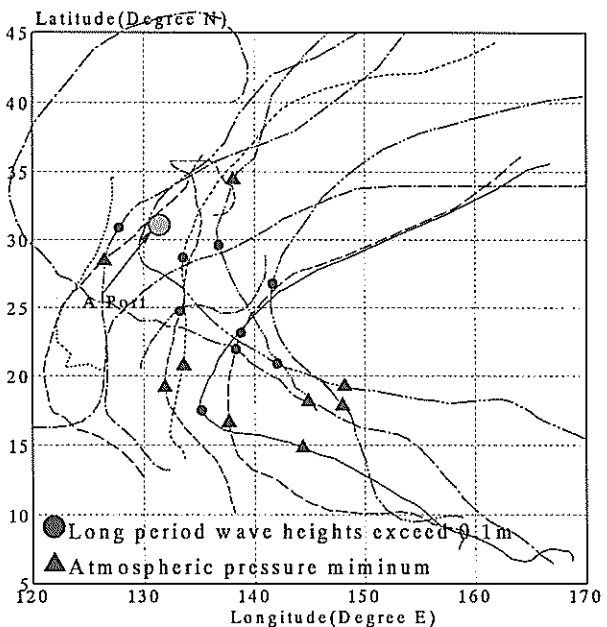 Latitude(Degree N)
45
40
35
30
25
20
15
10
5
A Port
Long period wave heights exceed 0.1m
Atmospheric pressure miminum
120 130 140 150 160 170
Longitude(Degree E)